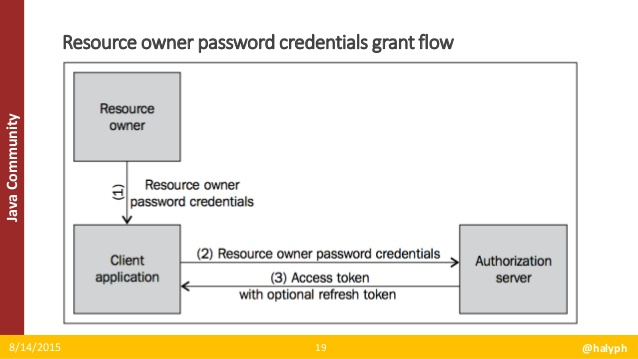 Resource owner password credentials grant flow
Java Community
Resource
owner
(1)
Resource owner
password credentials
Client
application
(2) Resource owner password credentials
(3) Access token
with optional refresh token
Authorization
server
8/14/2015
19
@halyph